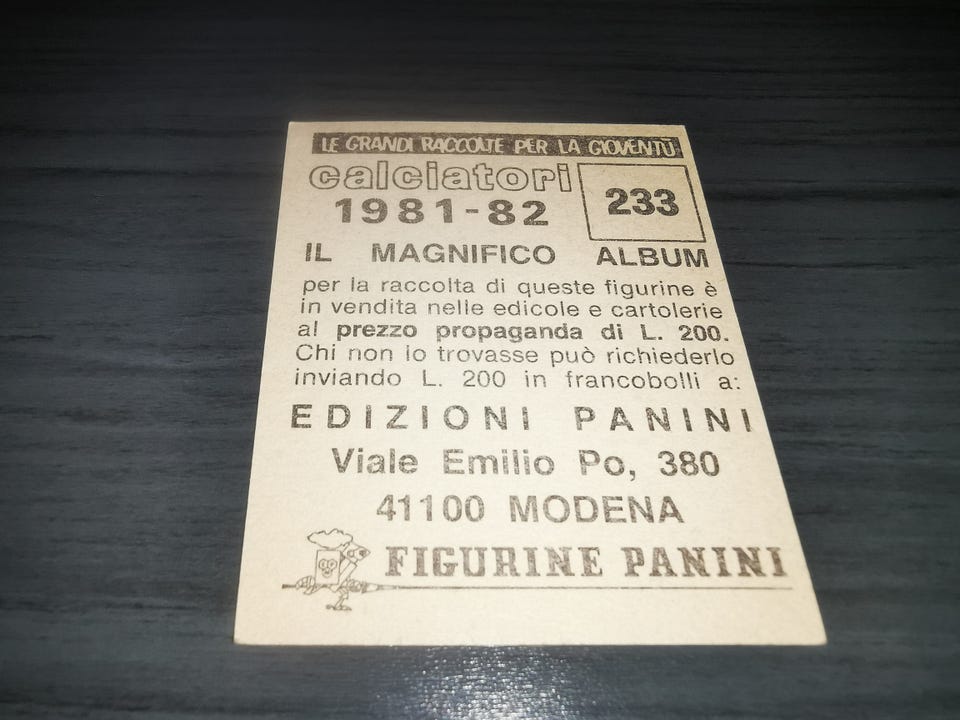 LE GRANDI RACCOLTE PER LA GIOVENTÙ
calciatori
1981-82
233
IL MAGNIFICO ALBUM
per la raccolta di queste figurine è
in vendita nelle edicole e cartolerie
al prezzo propaganda di L. 200.
Chi non lo trovasse può richiederlo
inviando L. 200 in francobolli a:
EDIZIONI PANINI
Viale Emilio Po, 380
41100 MODENA
FIGURINE PANINI